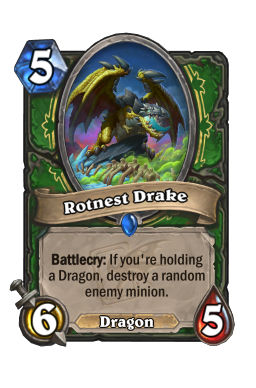 5
Rotnest Drake
Battlecry: If you're holding
a Dragon, destroy a random
enemy minion.
6
Dragon
5